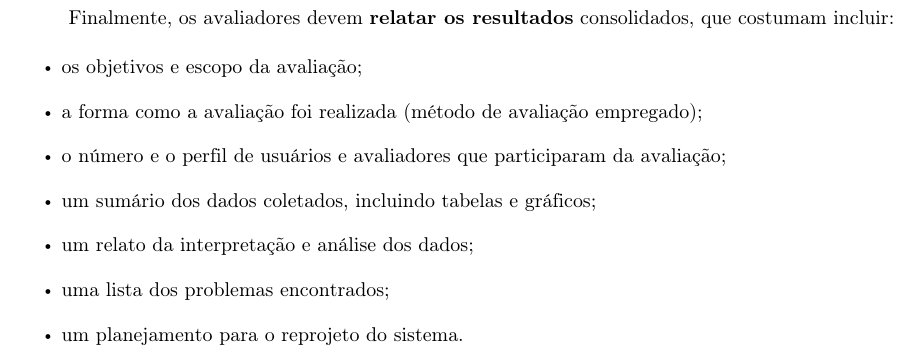 Finalmente, os avaliadores devem relatar os resultados consolidados, que costumam incluir:
• os objetivos e escopo da avaliação;
• a forma como a avaliação foi realizada (método de avaliação empregado);
• o número e o perfil de usuários e avaliadores que participaram da avaliação;
• um sumário dos dados coletados, incluindo tabelas e gráficos;
• um relato da interpretação e análise dos dados;
• uma lista dos problemas encontrados;
• um planejamento para o reprojeto do sistema.